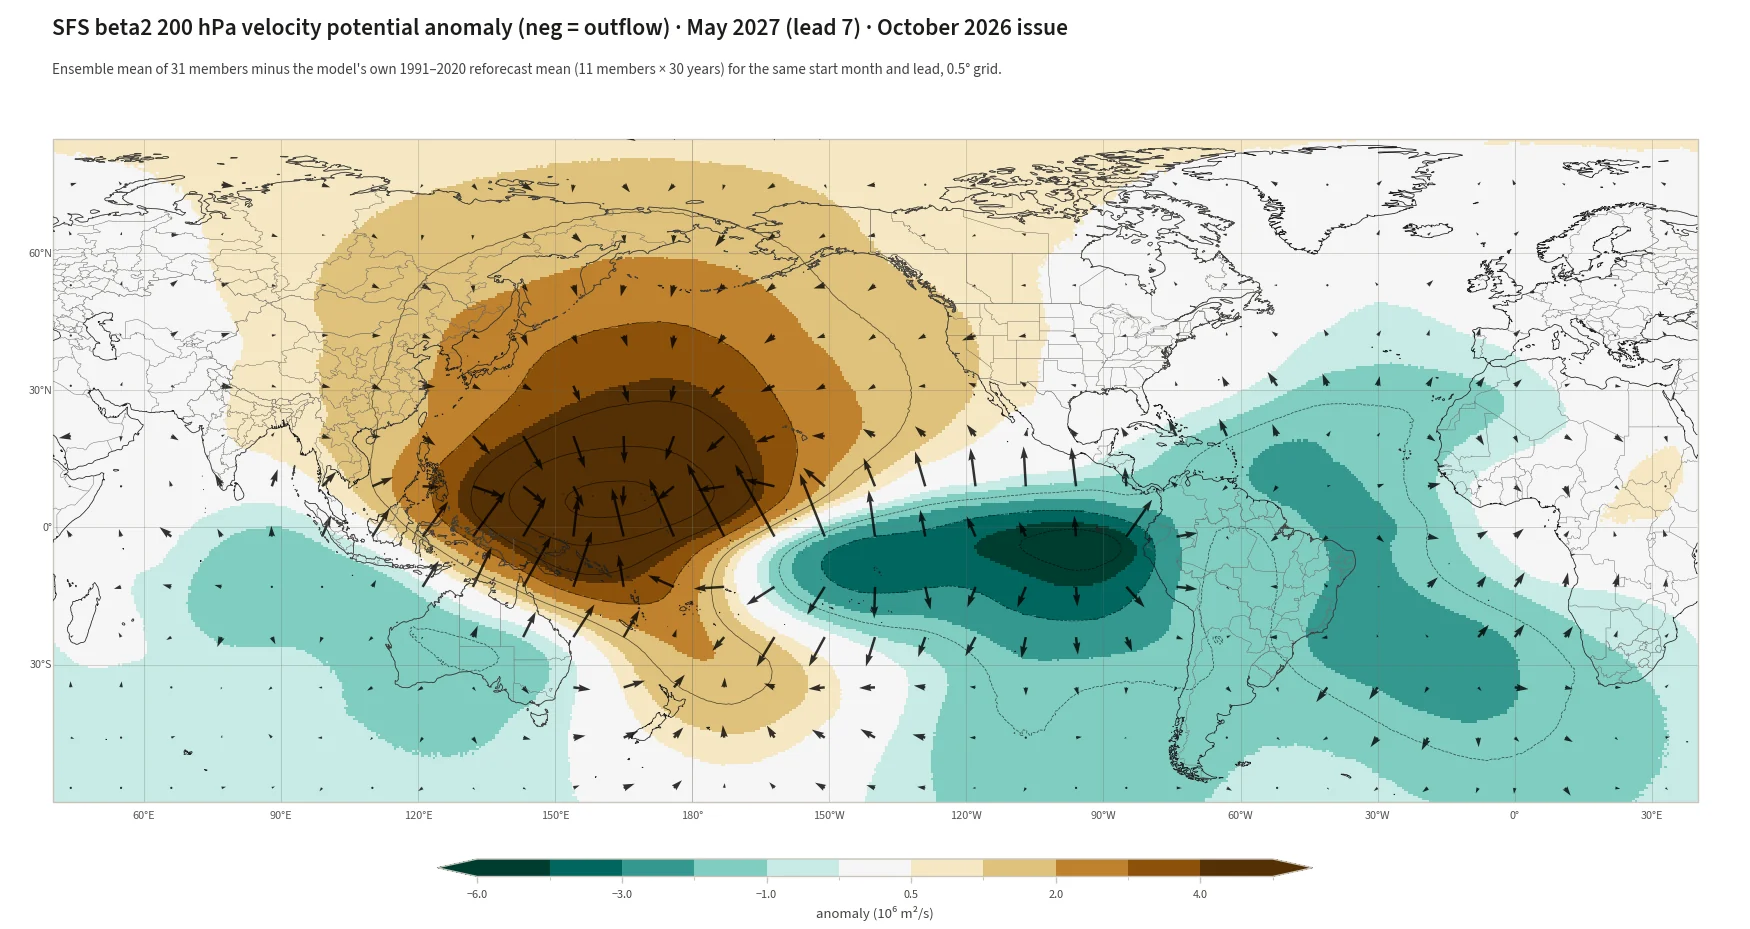 SFS beta2 200 hPa velocity potential anomaly (neg = outflow) · May 2027 (lead 7) · October 2026 issue
Ensemble mean of 31 members minus the model's own 1991–2020 reforecast mean (11 members × 30 years) for the same start month and lead, 0.5° grid.
60°N
30°N
0°
30°S
60°E 90°E 120°E 150°E 180° 150°W 120°W 90°W 60°W 30°W 0° 30°E
−6.0 −3.0 −1.0 0.5 2.0 4.0
anomaly (10⁶ m²/s)